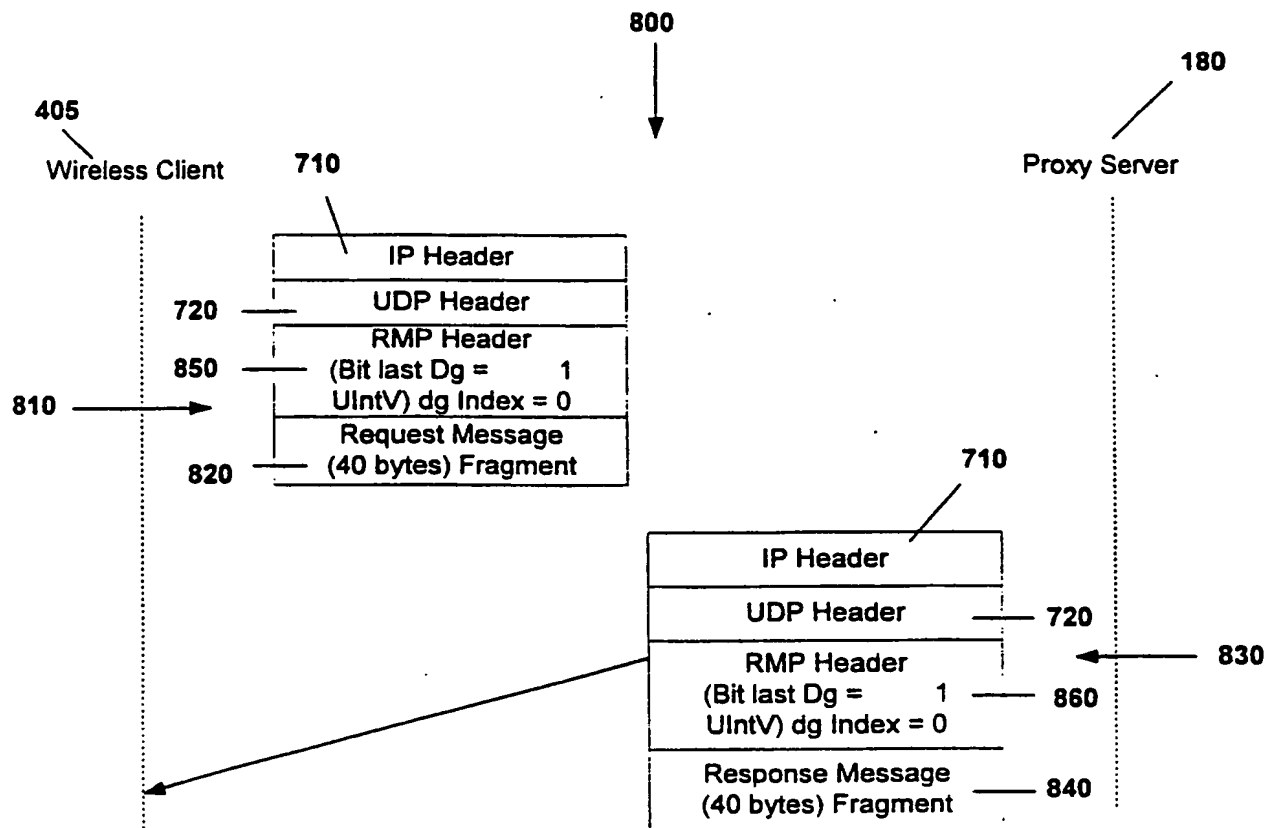 800
180
405
Wireless Client
710
Proxy Server
IP Header
720
UDP Header
RMP Header
850
(Bit last Dg = 1
810
UIntV) dg Index = 0
Request Message
820
(40 bytes) Fragment
710
IP Header
UDP Header
720
RMP Header
830
(Bit last Dg = 1
860
UIntV) dg Index = 0
Response Message
840
(40 bytes) Fragment